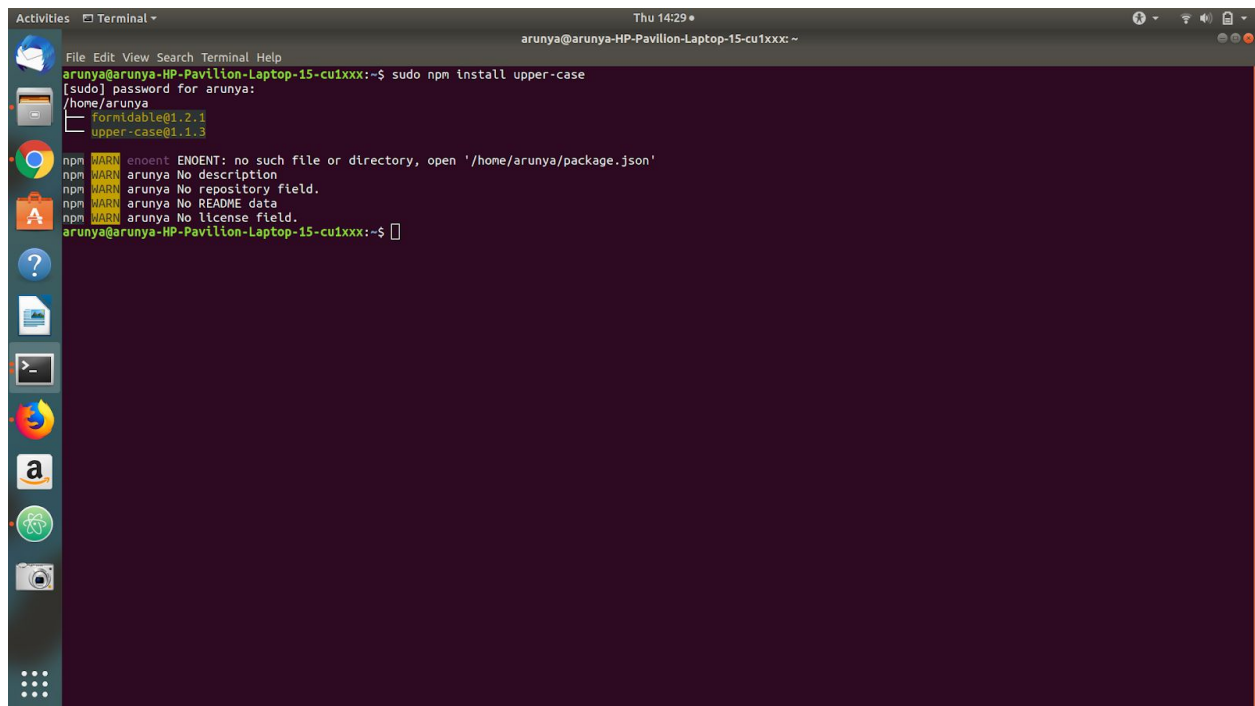 Activities Terminal Thu 14:29
arunya@arunya-HP-Pavilion-Laptop-15-cu1xxx: ~
File Edit View Search Terminal Help
arunya@arunya-HP-Pavilion-Laptop-15-cu1xxx:~$ sudo npm install upper-case
[sudo] password for arunya:
/home/arunya
├── formidable@1.2.1
└── upper-case@1.1.3
npm WARN enoent ENOENT: no such file or directory, open '/home/arunya/package.json'
npm WARN arunya No description
npm WARN arunya No repository field.
npm WARN arunya No README data
npm WARN arunya No license field.
arunya@arunya-HP-Pavilion-Laptop-15-cu1xxx:~$